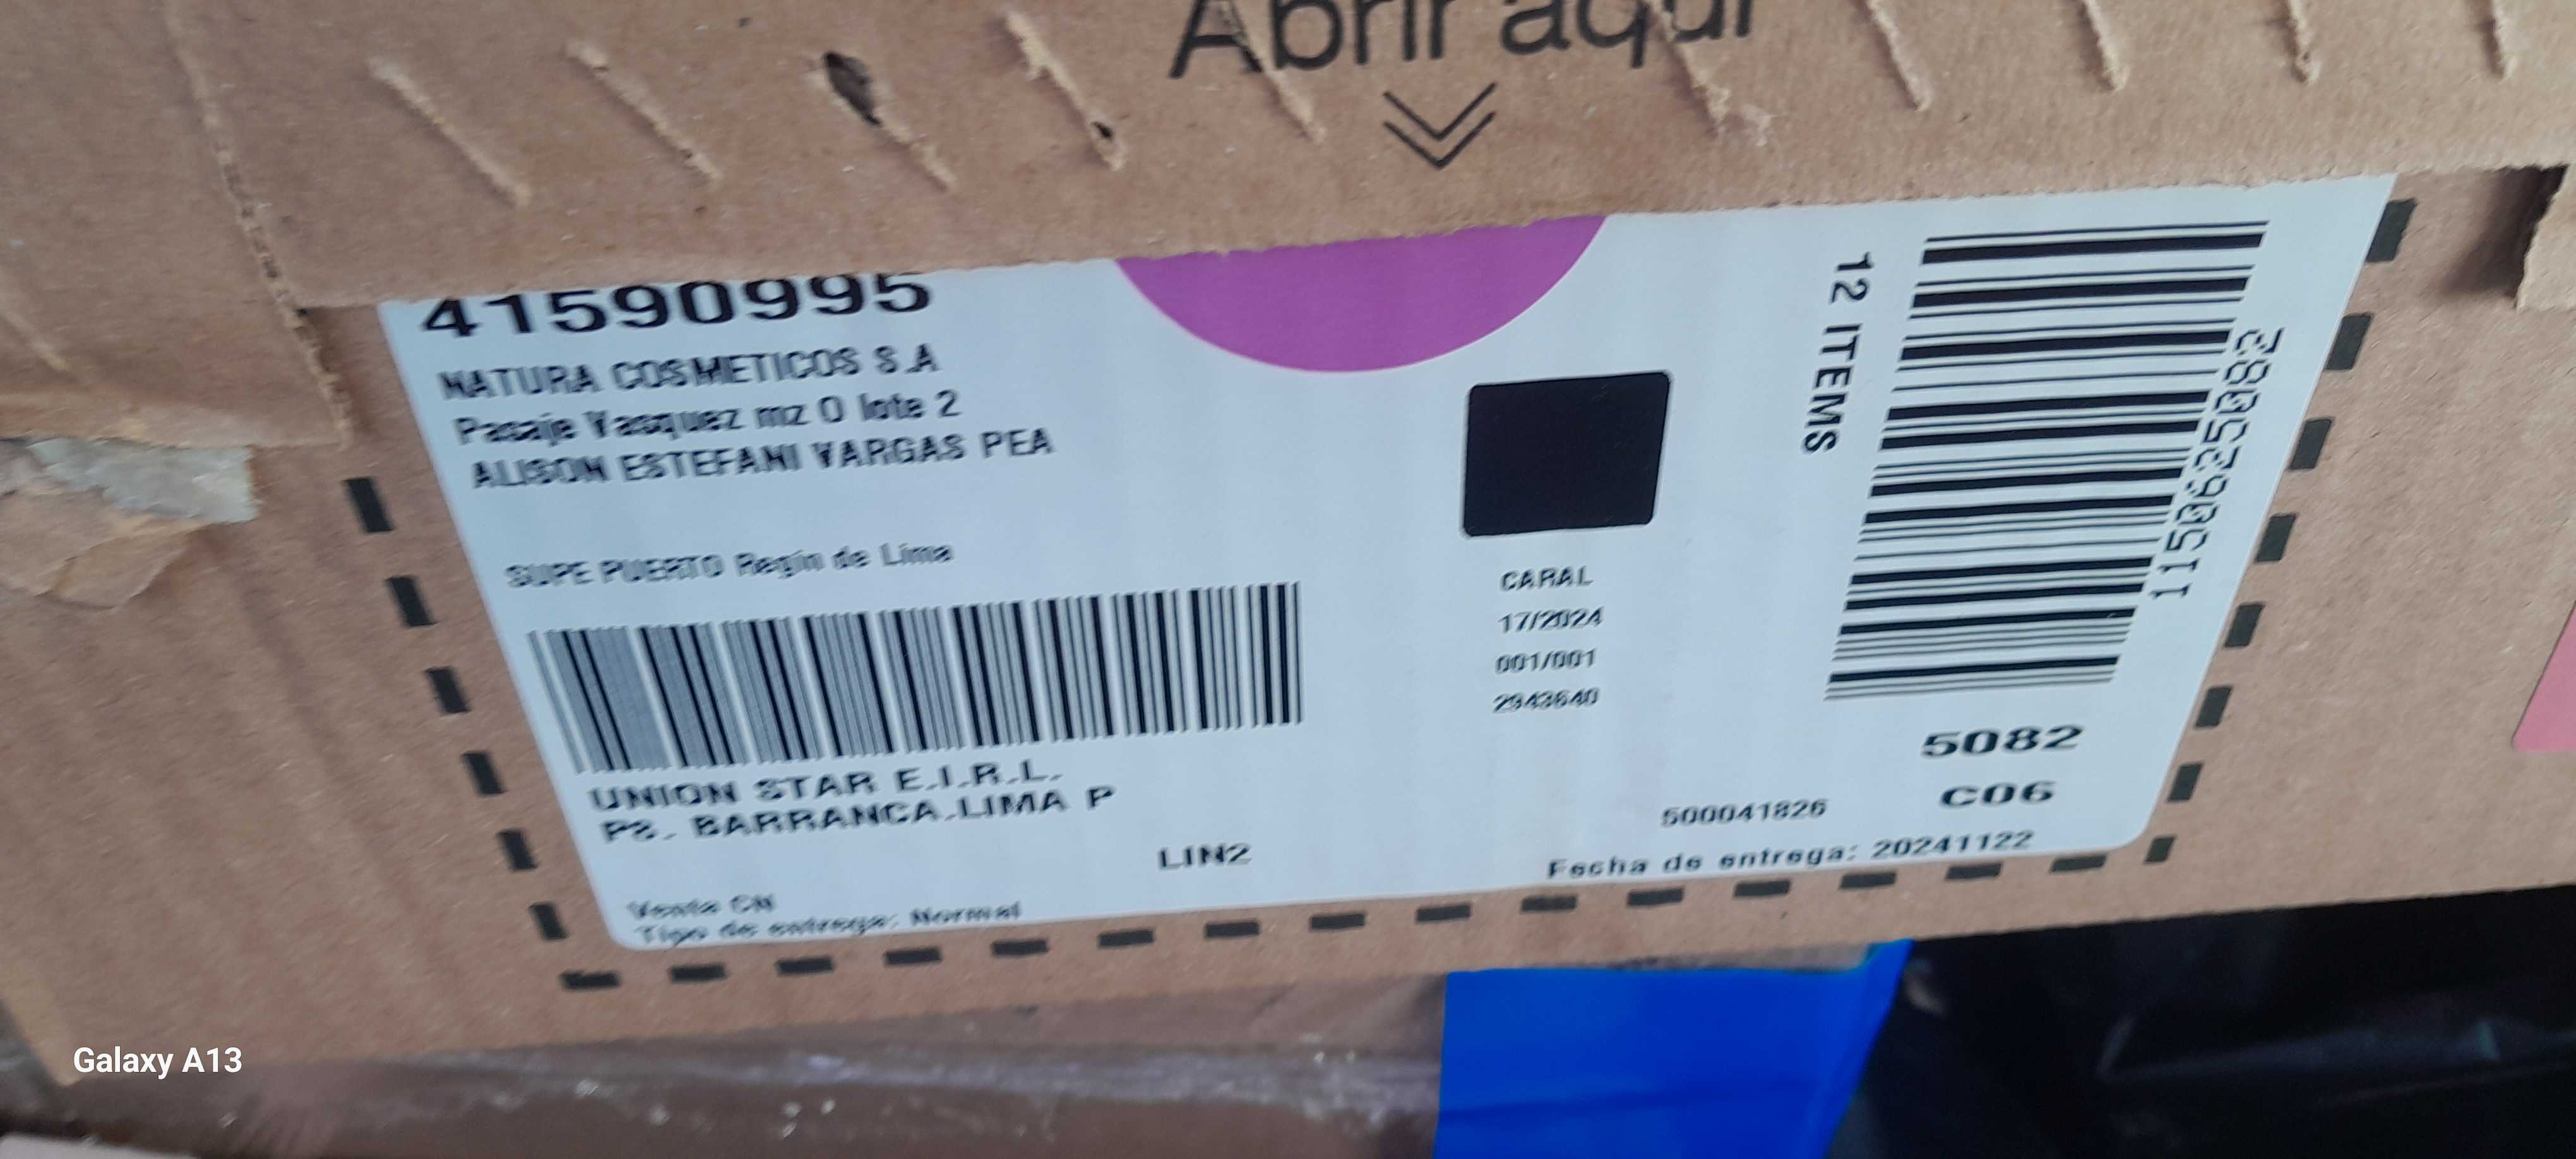 Abrir aquí
41590995
NATURA COSMETICOS S.A
Pasaje Vasquez mz O lote 2
ALISON ESTEFANI VARGAS PEA
SUPE PUERTO Regin de Lima
UNION STAR E.I.R.L.
PS. BARRANCA.LIMA P
LIN2
Venta CN
Tipo de entrega: Normal
CARAL
17/2024
001/001
2943640
12 ITEMS
5082
C06
500041826
Fecha de entrega: 20241122
Galaxy A13